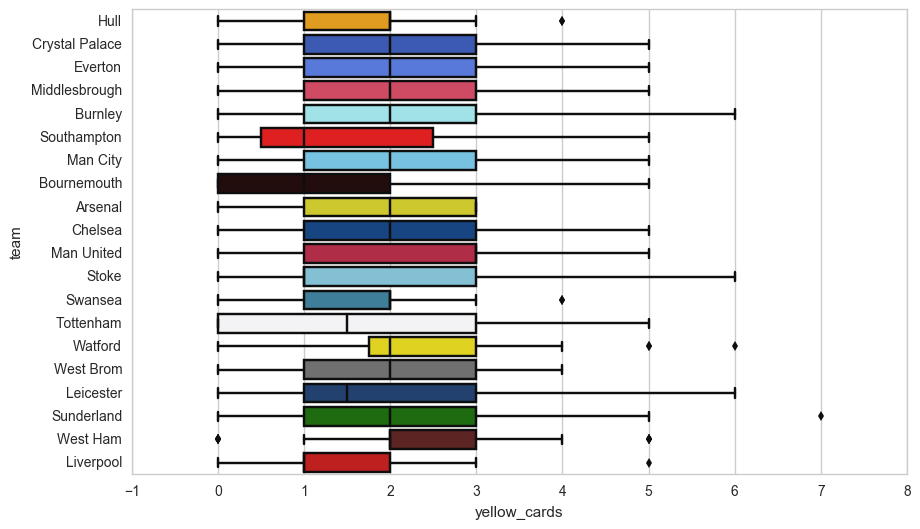 Hull
Crystal Palace
Everton
Middlesbrough
Burnley
Southampton
Man City
Bournemouth
Arsenal
Chelsea
Man United
Stoke
Swansea
Tottenham
Watford
West Brom
Leicester
Sunderland
West Ham
Liverpool
team
−1 0 1 2 3 4 5 6 7 8
yellow_cards